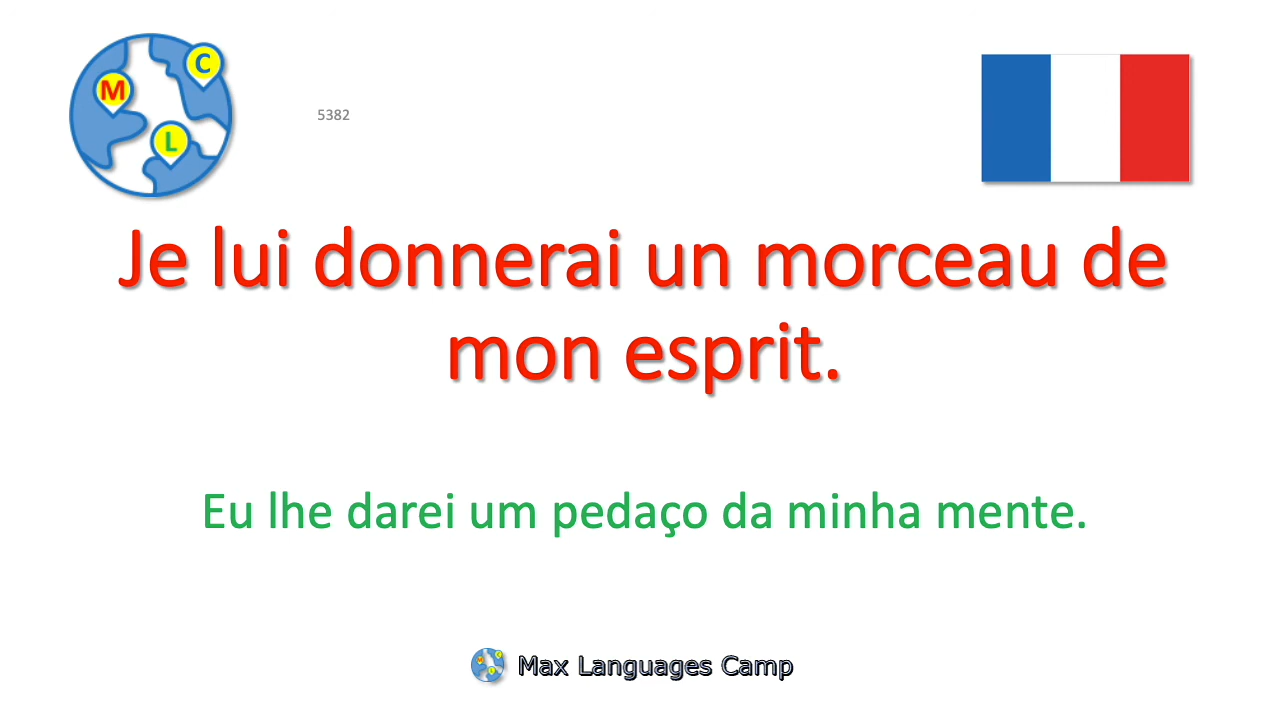 C
M
L
5382
Je lui donnerai un morceau de
mon esprit.
Eu lhe darei um pedaço da minha mente.
Max Languages Camp